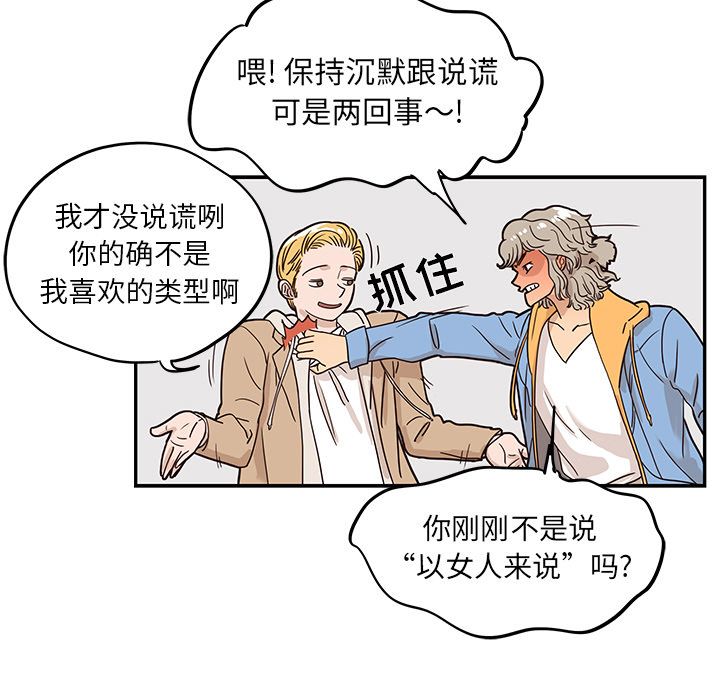 喂! 保持沉默跟说谎
可是两回事～!
我才没说谎咧
你的确不是
我喜欢的类型啊
抓住
你刚刚不是说
“以女人来说”吗?